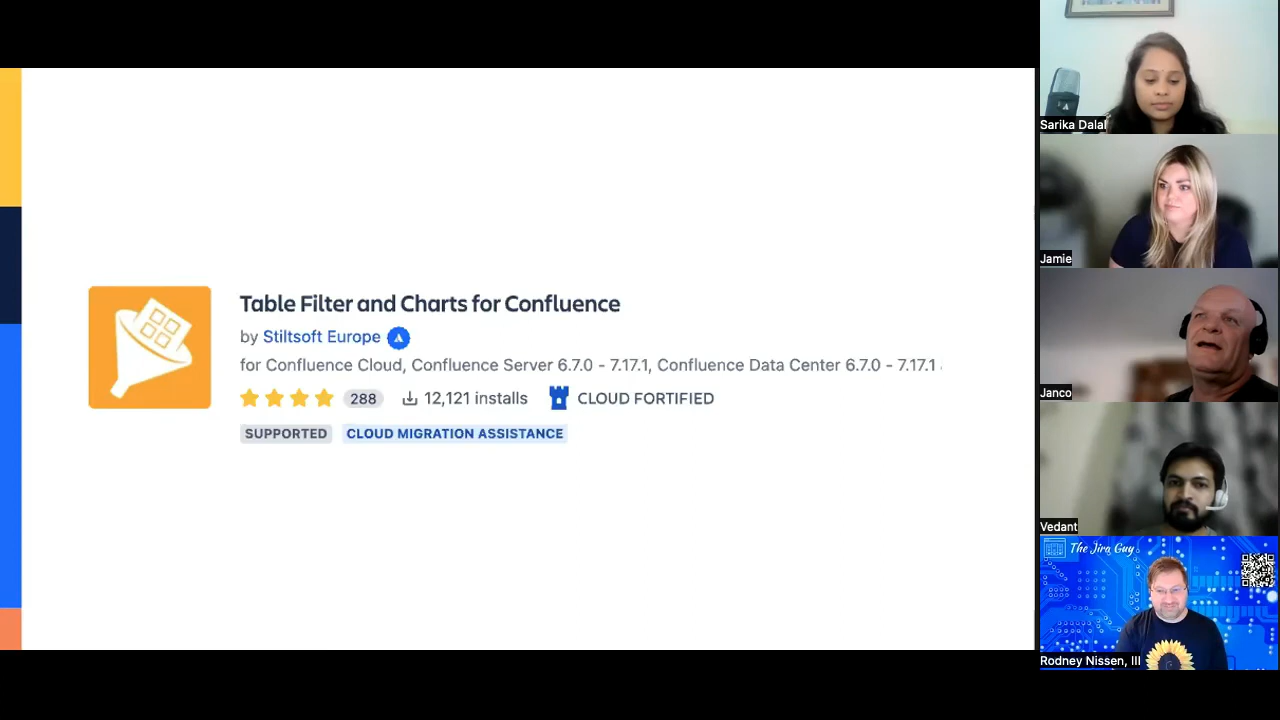 Table Filter and Charts for Confluence
by Stiltsoft Europe
for Confluence Cloud, Confluence Server 6.7.0 - 7.17.1, Confluence Data Center 6.7.0 - 7.17.1
288 12,121 installs CLOUD FORTIFIED
SUPPORTED CLOUD MIGRATION ASSISTANCE
Sarika Dalal
Jamie
Janco
Vedant
The Jira Guy
Rodney Nissen, III